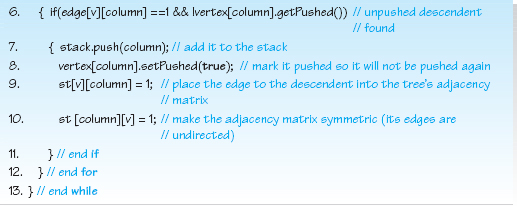 6. { if(edge[v][column] ==1 && !vertex[column].getPushed()) // unpushed descendent
// found
7. { stack.push(column); // add it to the stack
8. vertex[column].setPushed(true); // mark it pushed so it will not be pushed again
9. st[v][column] = 1; // place the edge to the descendent into the tree's adjacency
// matrix
10. st [column][v] = 1; // make the adjacency matrix symmetric (its edges are
// undirected)
11. } // end if
12. } // end for
13. } // end while